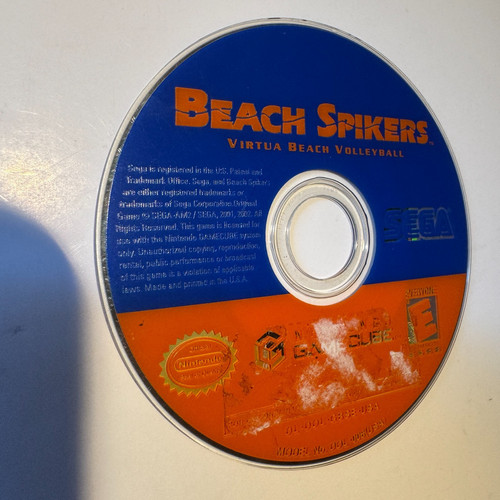 BEACH SPIKERS™
VIRTUA BEACH VOLLEYBALL
Sega is registered in the U.S. Patent and
Trademark Office. Sega, and Beach Spikers
are either registered trademarks or
trademarks of Sega Corporation. Original
Game © SEGA-AM2 / SEGA, 2001, 2002. All
Rights Reserved. This game is licensed for
use with the Nintendo GAMECUBE system
only. Unauthorized copying, reproduction,
rental, public performance or broadcast
of this game is a violation of applicable
laws. Made and printed in the U.S.A.
SEGA
E
Nintendo
GAMECUBE